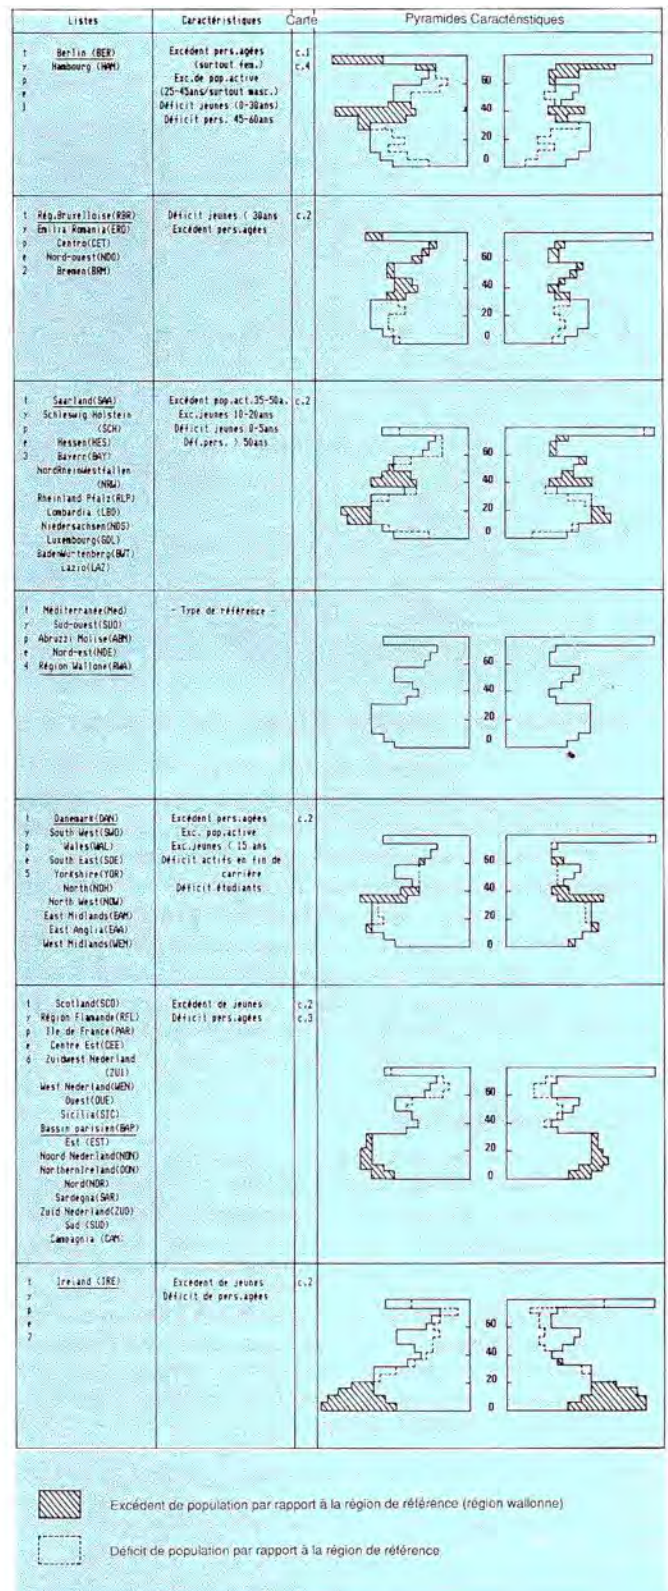 Listes Caractéristiques Carte Pyramides Caractéristiques
type 1
Berlin (BER)
Hambourg (HAM)
Excédent pers.agées
(surtout fem.)
Exc.de pop.active
(25-45ans/surtout masc.)
Déficit jeunes (0-30ans)
Déficit pers. 45-60ans
c.1
c.4
60
40
20
0
type 2
Rég.Bruxelloise(RBR)
Emilia Romania(ERO)
Centro(CET)
Nord-ouest(NOO)
Bremen(BRM)
Déficit jeunes ( 30ans
Excédent pers.agées
c.2
60
40
20
0
type 3
Saarland(SAA)
Schleswig Holstein
(SCH)
Hessen(HES)
Bayern(BAY)
NordRheinWestfallen
(NRW)
Rheinland Pfalz(RLP)
Lombardia (LBD)
Niedersachsen(NDS)
Luxembourg(GDL)
BadenWurtenberg(BWT)
Lazio(LAZ)
Excédent pop.act.35-50a.
Exc.jeunes 10-20ans
Déficit jeunes 0-5ans
Déf.pers. ) 50ans
c.2
60
40
20
0
type 4
Méditerranée(Med)
Sud-ouest(SUO)
Abruzzi Molise(ABM)
Nord-est(NDE)
Région Wallone(RWA)
- Type de référence -
60
40
20
0
type 5
Danemark(DAN)
South West(SWO)
Wales(WAL)
South East(SOE)
Yorkshire(YOR)
North(NOH)
North West(NOW)
East Midlands(EAM)
East Anglia(EAA)
West Midlands(WEM)
Excédent pers.agées
Exc. pop.active
Exc.jeunes ( 15 ans
Déficit actifs en fin de
carrière
Déficit étudiants
c.2
60
40
20
0
type 6
Scotland(SCO)
Région Flamande(RFL)
Ile de France(PAR)
Centre Est(CEE)
Zuidwest Nederland
(ZUI)
West Nederland(WEN)
Ouest(OUE)
Sicilia(SIC)
Bassin parisien(BAP)
Est (EST)
Noord Nederland(NON)
NorthernIreland(OON)
Nord(NOR)
Sardegna(SAR)
Zuid Nederland(ZUD)
Sud (SUD)
Campagnia (CAM)
Excédent de jeunes
Déficit pers.agées
c.2
c.3
60
40
20
0
type 7
Ireland (IRE)
Excédent de jeunes
Déficit de pers.agées
c.2
60
40
20
0
Excédent de population par rapport à la région de référence (région wallonne)
Déficit de population par rapport à la région de référence